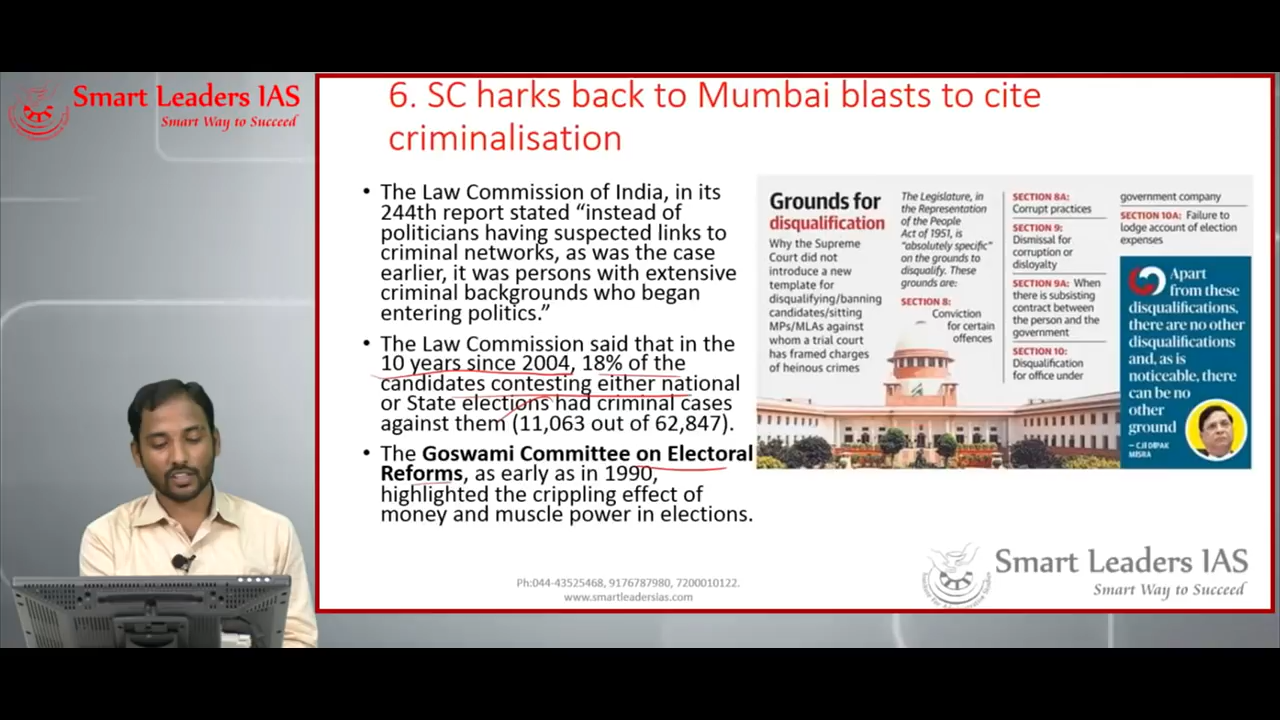 Smart Leaders IAS
Smart Way to Succeed
6. SC harks back to Mumbai blasts to cite
criminalisation
• The Law Commission of India, in its
244th report stated “instead of
politicians having suspected links to
criminal networks, as was the case
earlier, it was persons with extensive
criminal backgrounds who began
entering politics.”
• The Law Commission said that in the
10 years since 2004, 18% of the
candidates contesting either national
or State elections had criminal cases
against them (11,063 out of 62,847).
• The Goswami Committee on Electoral
Reforms, as early as in 1990,
highlighted the crippling effect of
money and muscle power in elections.
Grounds for
disqualification
Why the Supreme
Court did not
introduce a new
template for
disqualifying/banning
candidates/sitting
MPs/MLAs against
whom a trial court
has framed charges
of heinous crimes
The Legislature, in
the Representation
of the People
Act of 1951, is
“absolutely specific”
on the grounds to
disqualify. These
grounds are:
SECTION 8:
Conviction
for certain
offences
SECTION 8A:
Corrupt practices
SECTION 9:
Dismissal for
corruption or
disloyalty
SECTION 9A: When
there is subsisting
contract between
the person and the
government
SECTION 10:
Disqualification
for office under
government company
SECTION 10A: Failure to
lodge account of election
expenses
Apart
from these
disqualifications,
there are no other
disqualifications
and, as is
noticeable, there
can be no
other
ground
— CJI DIPAK
MISRA
Ph:044-43525468, 9176787980, 7200010122.
www.smartleadersias.com
Smart Leaders IAS
Smart Way to Succeed